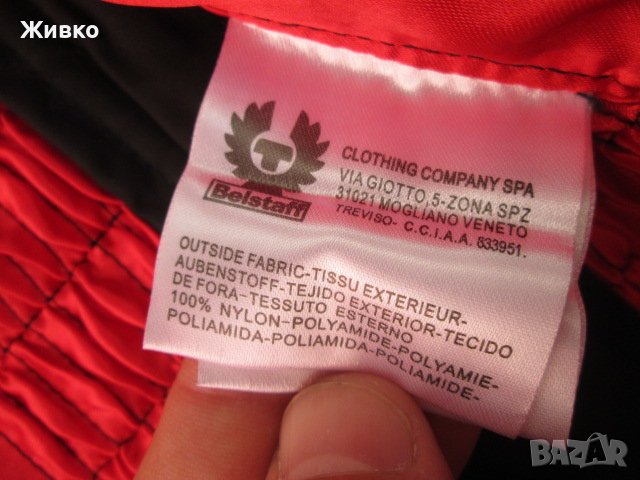 Живко
Belstaff
CLOTHING COMPANY SPA
VIA GIOTTO,5-ZONA SPZ
31021 MOGLIANO VENETO
TREVISO- C.C.I.A.A. 833951.
OUTSIDE FABRIC-TISSU EXTERIEUR-
AUBENSTOFF-TEJIDO EXTERIOR-TECIDO
DE FORA-TESSUTO ESTERNO
100% NYLON-POLYAMIDE-POLYAMIE-
POLIAMIDA-POLIAMIDA-POLIAMIDE-
BAZAR